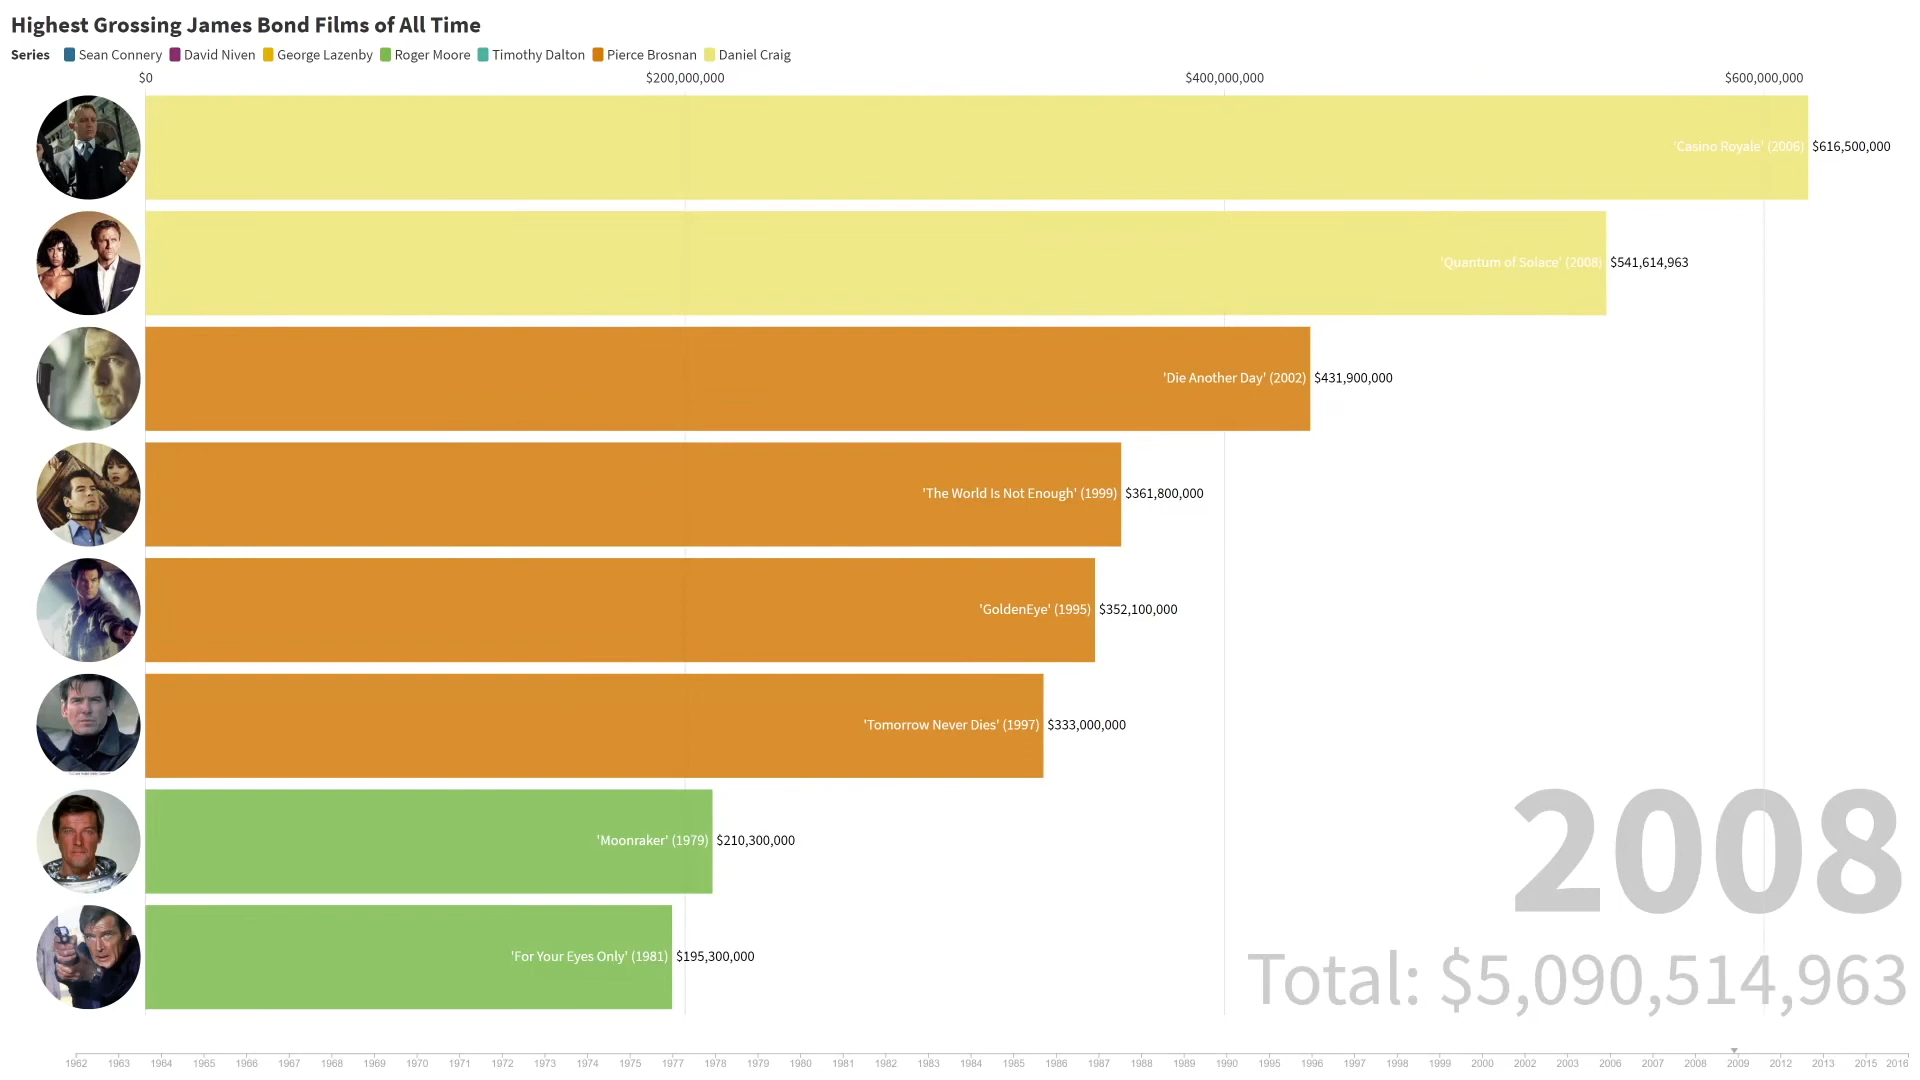 Highest Grossing James Bond Films of All Time
Series Sean Connery David Niven George Lazenby Roger Moore Timothy Dalton Pierce Brosnan Daniel Craig
$0 $200,000,000 $400,000,000 $600,000,000
'Casino Royale' (2006) $616,500,000
'Quantum of Solace' (2008) $541,614,963
'Die Another Day' (2002) $431,900,000
'The World Is Not Enough' (1999) $361,800,000
'GoldenEye' (1995) $352,100,000
'Tomorrow Never Dies' (1997) $333,000,000
'Moonraker' (1979) $210,300,000
'For Your Eyes Only' (1981) $195,300,000
2008
Total: $5,090,514,963
1962 1963 1964 1965 1966 1967 1968 1969 1970 1971 1972 1973 1974 1975 1977 1978 1979 1980 1981 1982 1983 1984 1985 1986 1987 1988 1989 1990 1995 1996 1997 1998 1999 2000 2002 2003 2006 2007 2008 2009 2012 2013 2015 2016